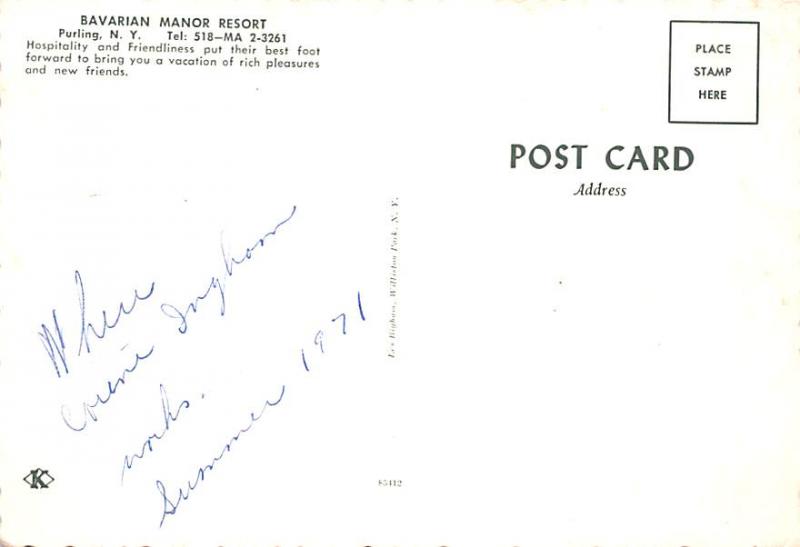 BAVARIAN MANOR RESORT
Purling, N. Y. Tel: 518—MA 2-3261
Hospitality and Friendliness put their best foot
forward to bring you a vacation of rich pleasures
and new friends.
PLACE
STAMP
HERE
POST CARD
Address
Where
Corrine Ingham
works.
Summer 1971
Les Bigham, Williston Park, N. Y.
K
85412